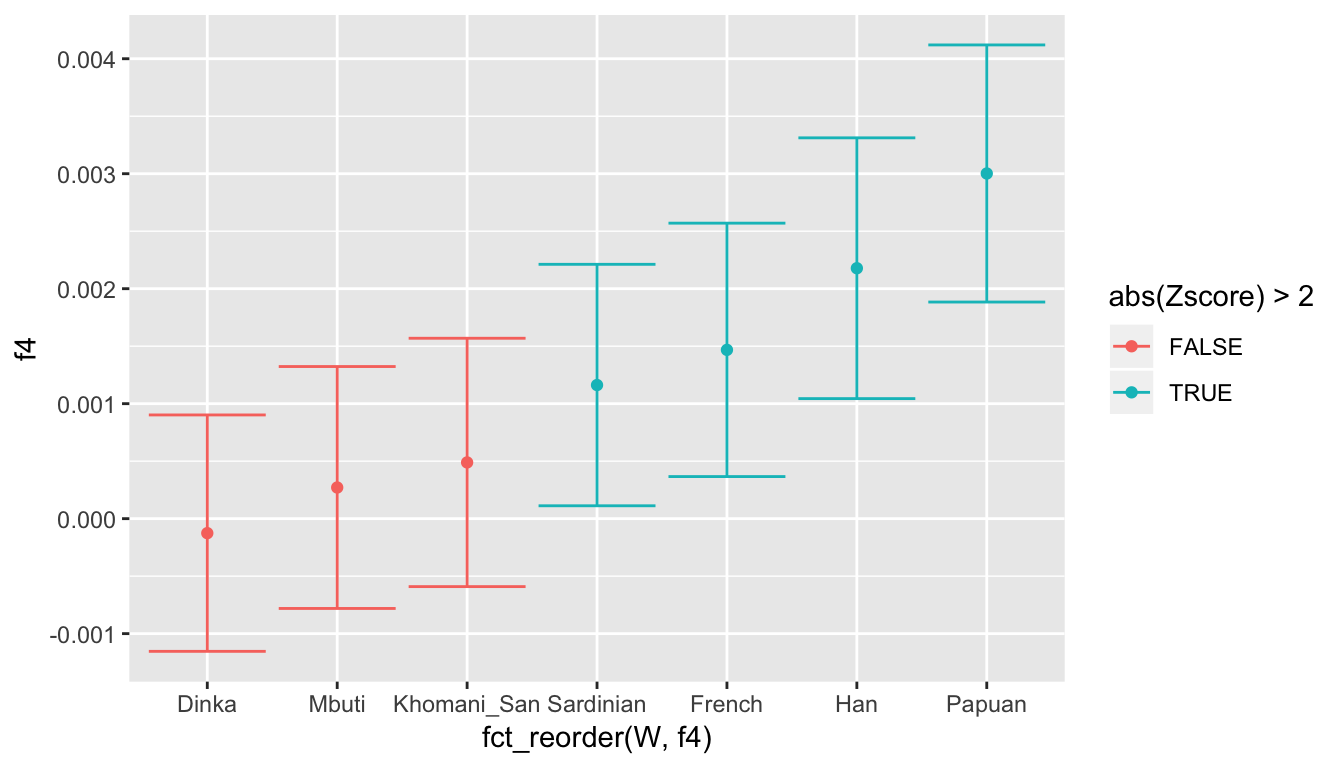 0.004
0.003
0.002
0.001
0.000
-0.001
f4
Dinka Mbuti Khomani_San Sardinian French Han Papuan
fct_reorder(W, f4)
abs(Zscore) > 2
FALSE
TRUE